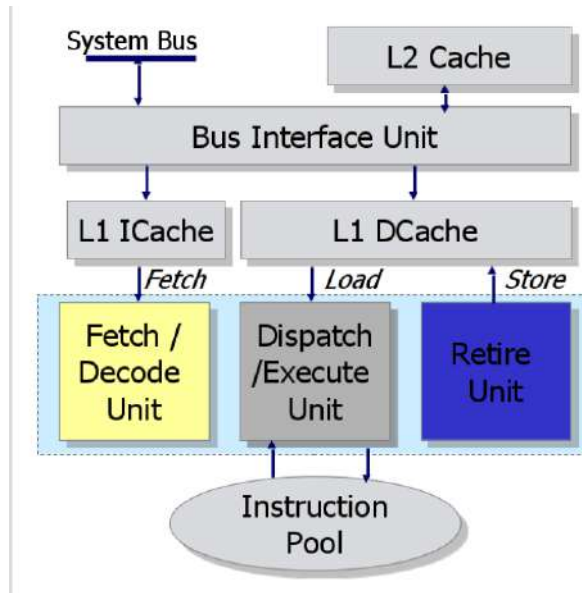 System Bus
L2 Cache
Bus Interface Unit
L1 ICache
L1 DCache
Fetch
Load
Store
Fetch /
Decode
Unit
Dispatch
/Execute
Unit
Retire
Unit
Instruction
Pool